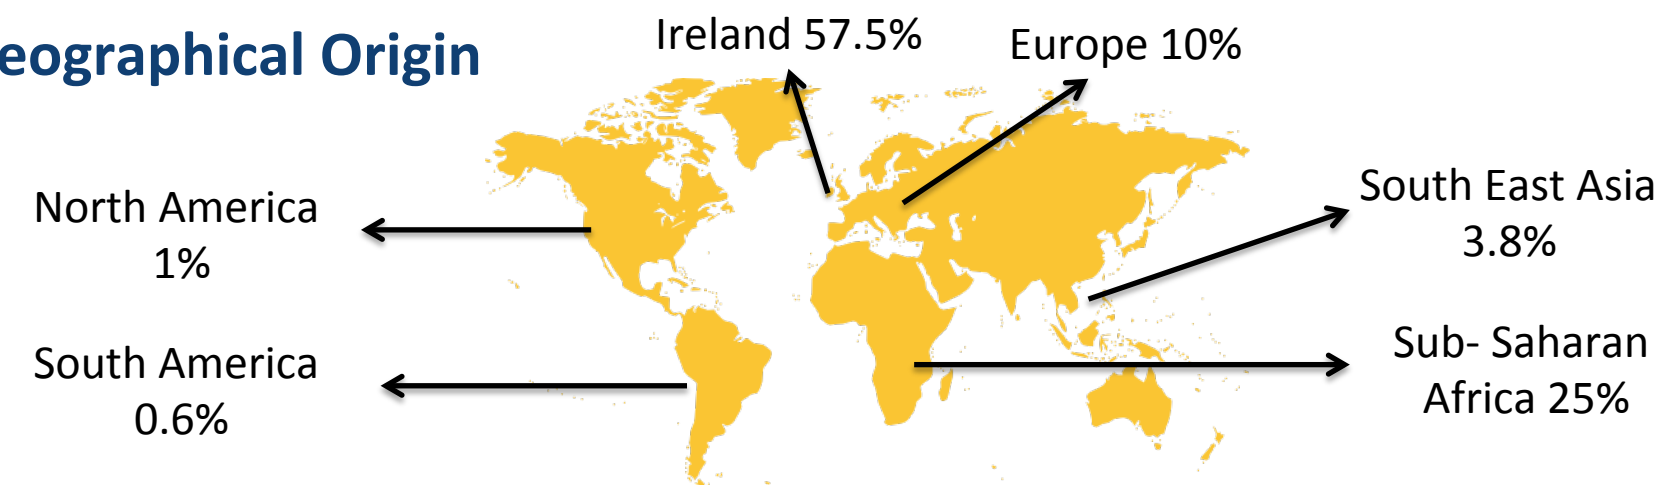 eographical Origin
Ireland 57.5%
Europe 10%
North America
1%
South East Asia
3.8%
South America
0.6%
Sub- Saharan
Africa 25%